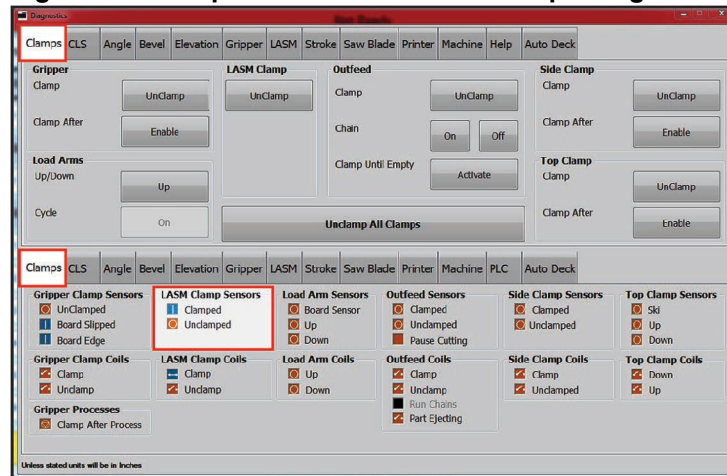 Diagnostics
Not Ready
Clamps CLS Angle Bevel Elevation Gripper LASM Stroke Saw Blade Printer Machine Help Auto Deck
Gripper
Clamp
UnClamp
Clamp After
Enable
Load Arms
Up/Down
Up
Cycle
On
LASM Clamp
UnClamp
Outfeed
Clamp
UnClamp
Chain
On Off
Clamp Until Empty
Activate
Unclamp All Clamps
Side Clamp
Clamp
UnClamp
Clamp After
Enable
Top Clamp
Clamp
UnClamp
Clamp After
Enable
Clamps CLS Angle Bevel Elevation Gripper LASM Stroke Saw Blade Printer Machine PLC Auto Deck
Gripper Clamp Sensors
UnClamped
Board Slipped
Board Edge
LASM Clamp Sensors
Clamped
Undamped
Load Arm Sensors
Board Sensor
Up
Down
Outfeed Sensors
Clamped
Undamped
Pause Cutting
Side Clamp Sensors
Clamped
Undamped
Top Clamp Sensors
Ski
Up
Down
Gripper Clamp Coils
Clamp
Unclamp
LASM Clamp Coils
Clamp
Unclamp
Load Arm Coils
Up
Down
Outfeed Coils
Clamp
Unclamp
Run Chains
Part Ejecting
Side Clamp Coils
Clamp
Unclamped
Top Clamp Coils
Down
Up
Gripper Processes
Clamp After Process
Unless stated units will be in Inches